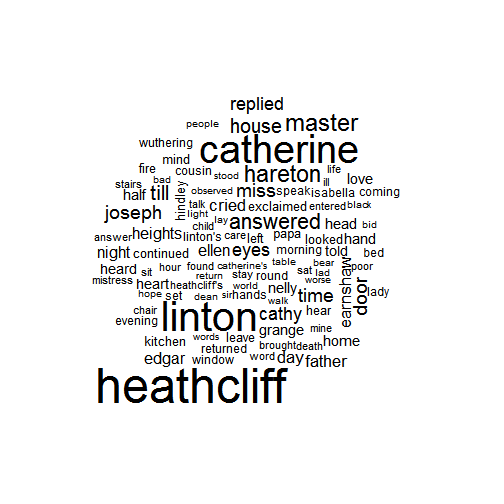 replied
people
house master
wuthering
catherine
mind
fire cousin stood hareton life
stairs bad ill love
half till observed miss speak isabella coming
hindley
joseph talk cried exclaimed entered black
light lay answered head bid
child
answer heights linton's care left papa looked hand
night continued ellen eyes morning told bed
heard sit hour found catherine's table bear poor
mistress return stay round sat lad
heart heathcliff's world nelly worse earnshaw door lady
hope set dean sir hands walk time
chair linton cathy hear
evening grange mine
kitchen words leave brought death home
edgar returned word day father
window
heathcliff